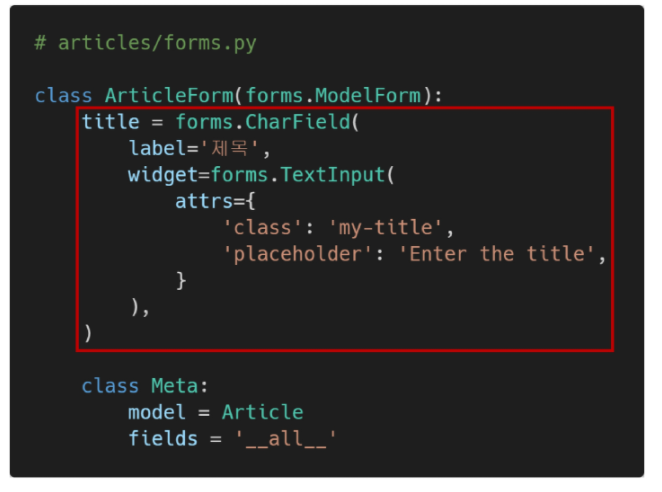 # articles/forms.py
class ArticleForm(forms.ModelForm):
    title = forms.CharField(
        label='제목',
        widget=forms.TextInput(
            attrs={
                'class': 'my-title',
                'placeholder': 'Enter the title',
            }
        ),
    )
    class Meta:
        model = Article
        fields = '__all__'